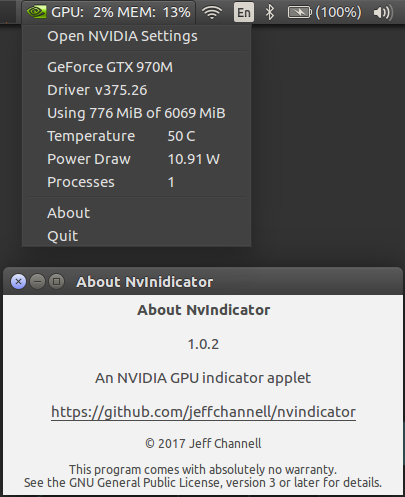 GPU: 2% MEM: 13% En (100%)
Open NVIDIA Settings
GeForce GTX 970M
Driver v375.26
Using 776 MiB of 6069 MiB
Temperature 50 C
Power Draw 10.91 W
Processes 1
About
Quit
About NvInidicator
About NvIndicator
1.0.2
An NVIDIA GPU indicator applet
https://github.com/jeffchannell/nvindicator
© 2017 Jeff Channell
This program comes with absolutely no warranty.
See the GNU General Public License, version 3 or later for details.